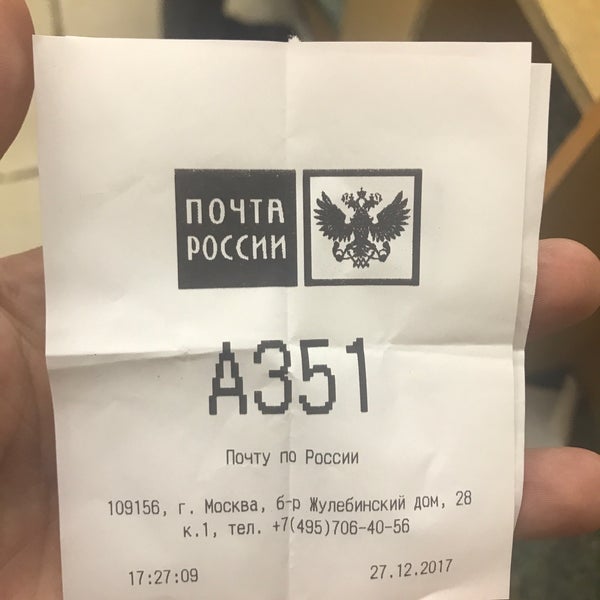 ПОЧТА
РОССИИ
Д351
Почту по России
109156, г. Москва, б-р Жулебинский дом, 28
к.1, тел. +7(495)706-40-56
17:27:09 27.12.2017